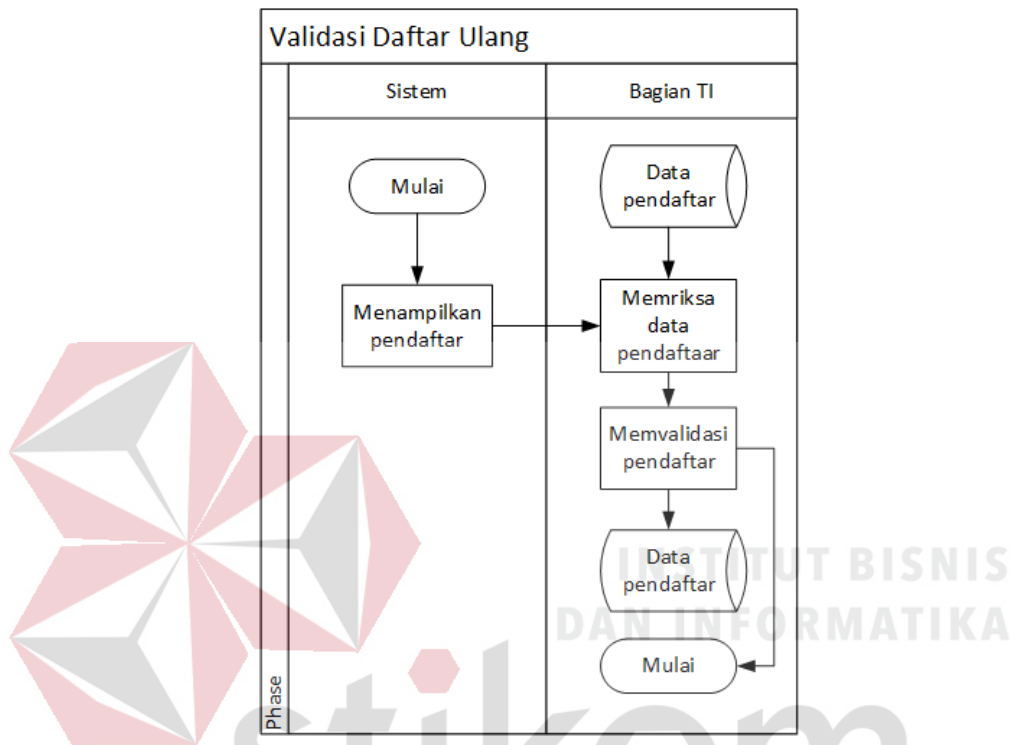 Validasi Daftar Ulang
Sistem
Bagian TI
Mulai
Data
pendaftar
Menampilkan
pendaftar
Memriksa
data
pendaftaar
Memvalidasi
pendaftar
Data
pendaftar
Mulai
Phase
INSTITUT BISNIS
DAN INFORMATIKA
stikom